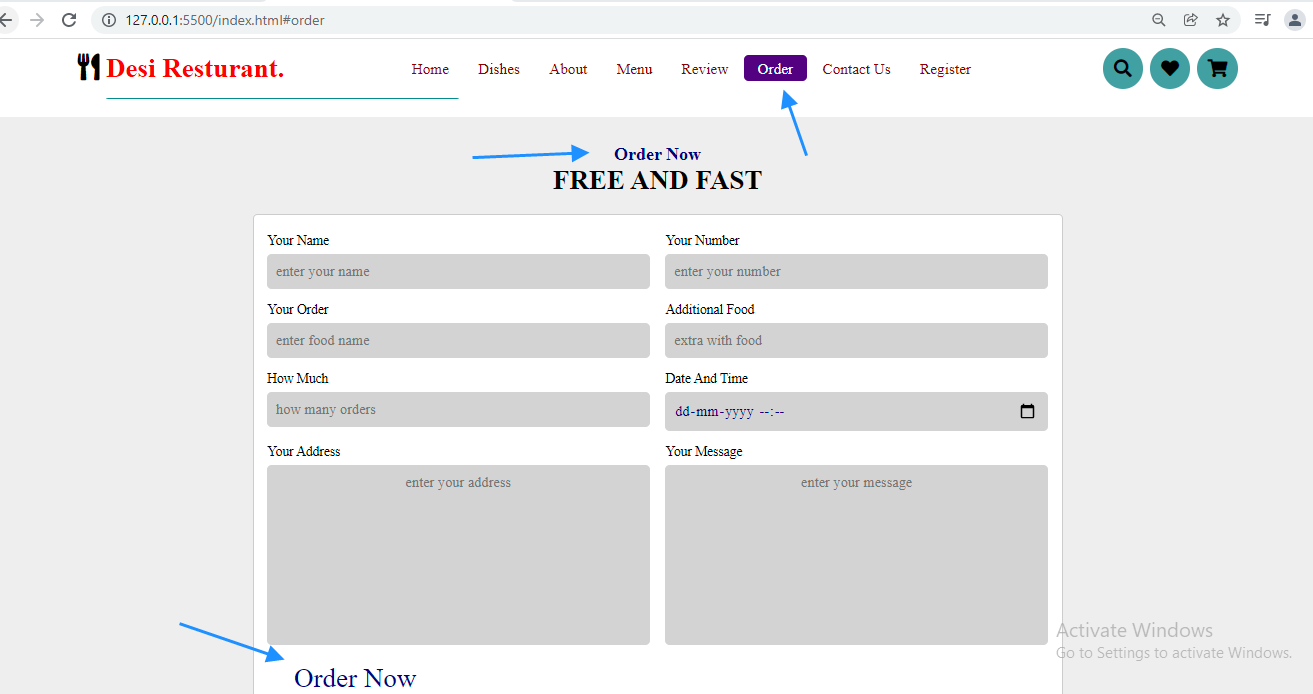 127.0.0.1:5500/index.html#order
Desi Resturant.
Home Dishes About Menu Review Order Contact Us Register
Order Now
FREE AND FAST
Your Name Your Number
enter your name enter your number
Your Order Additional Food
enter food name extra with food
How Much Date And Time
how many orders dd-mm-yyyy --:--
Your Address Your Message
enter your address enter your message
Activate Windows
Go to Settings to activate Windows.
Order Now